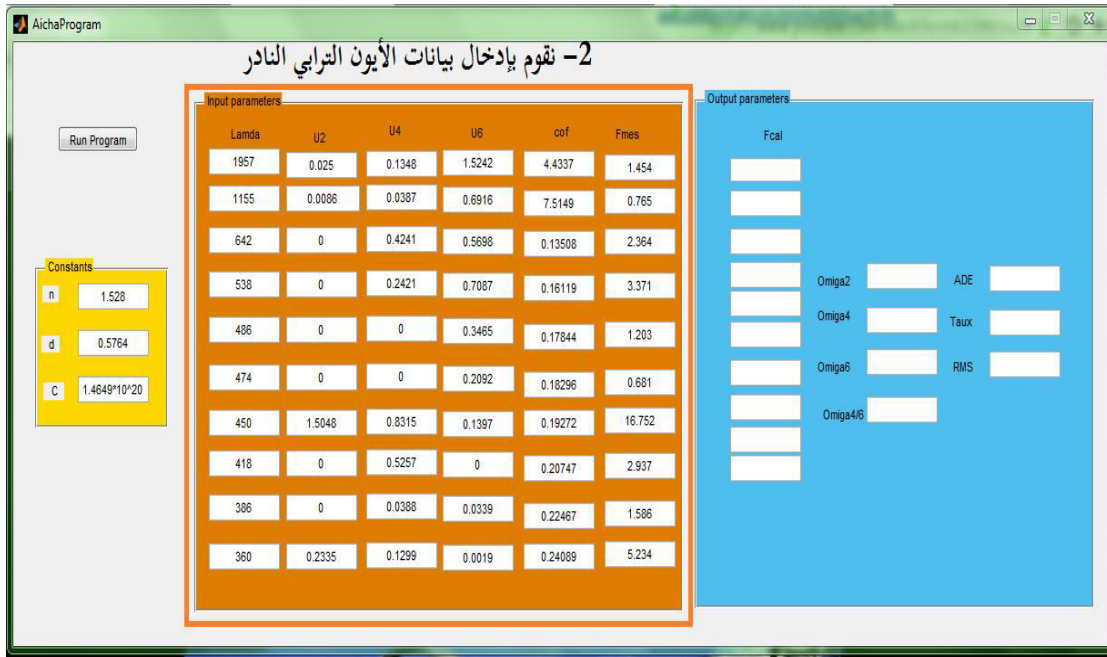 AichaProgram
2- نقوم بإدخال بيانات الأيون الترابي النادر
Run Program
Constants
n 1.528
d 0.5764
C 1.4649*10^20
Input parameters
Lamda U2 U4 U6 cof Fmes
1957 0.025 0.1348 1.5242 4.4337 1.454
1155 0.0086 0.0387 0.6916 7.5149 0.765
642 0 0.4241 0.5698 0.13508 2.364
538 0 0.2421 0.7087 0.16119 3.371
486 0 0 0.3465 0.17844 1.203
474 0 0 0.2092 0.18296 0.681
450 1.5048 0.8315 0.1397 0.19272 16.752
418 0 0.5257 0 0.20747 2.937
386 0 0.0388 0.0339 0.22467 1.586
360 0.2335 0.1299 0.0019 0.24089 5.234
Output parameters
Fcal
Omiga2 ADE
Omiga4 Taux
Omiga6 RMS
Omiga4/6